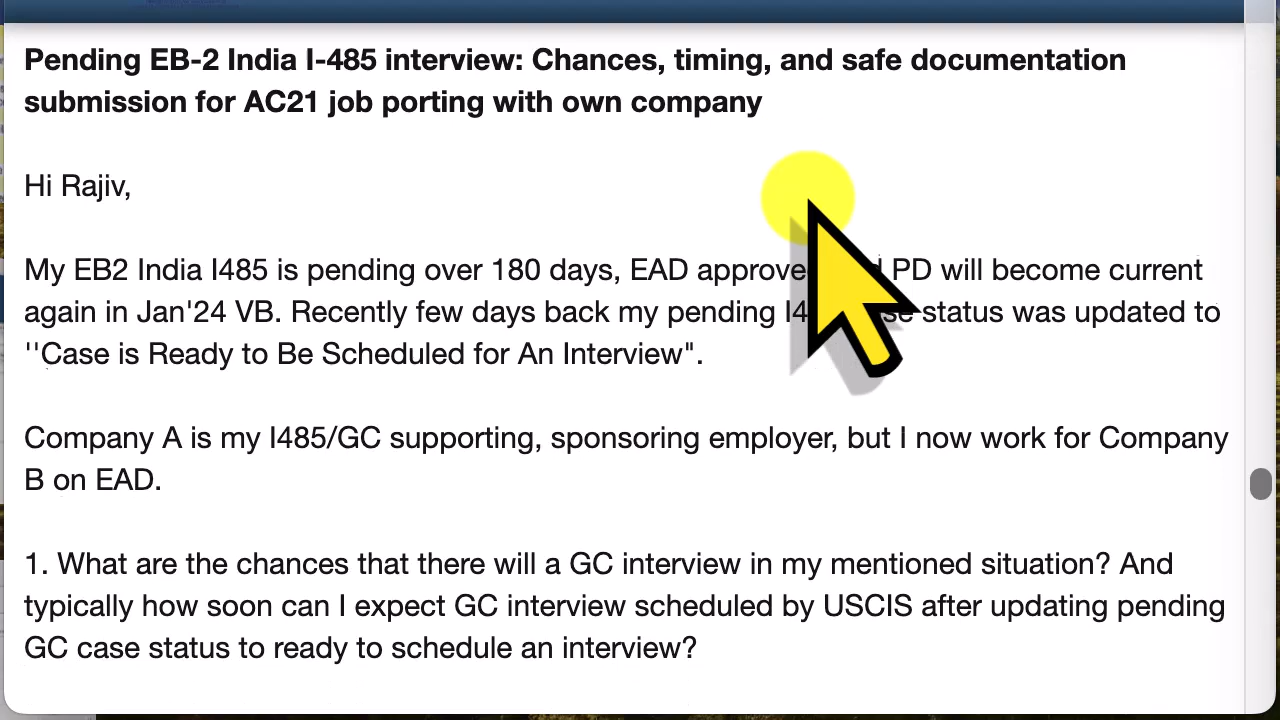 Pending EB-2 India I-485 interview: Chances, timing, and safe documentation
submission for AC21 job porting with own company
Hi Rajiv,
My EB2 India I485 is pending over 180 days, EAD PD will become current
again in Jan'24 VB. Recently few days back my pending status was updated to
''Case is Ready to Be Scheduled for An Interview".
Company A is my I485/GC supporting, sponsoring employer, but I now work for Company
B on EAD.
1. What are the chances that there will a GC interview in my mentioned situation? And
typically how soon can I expect GC interview scheduled by USCIS after updating pending
GC case status to ready to schedule an interview?